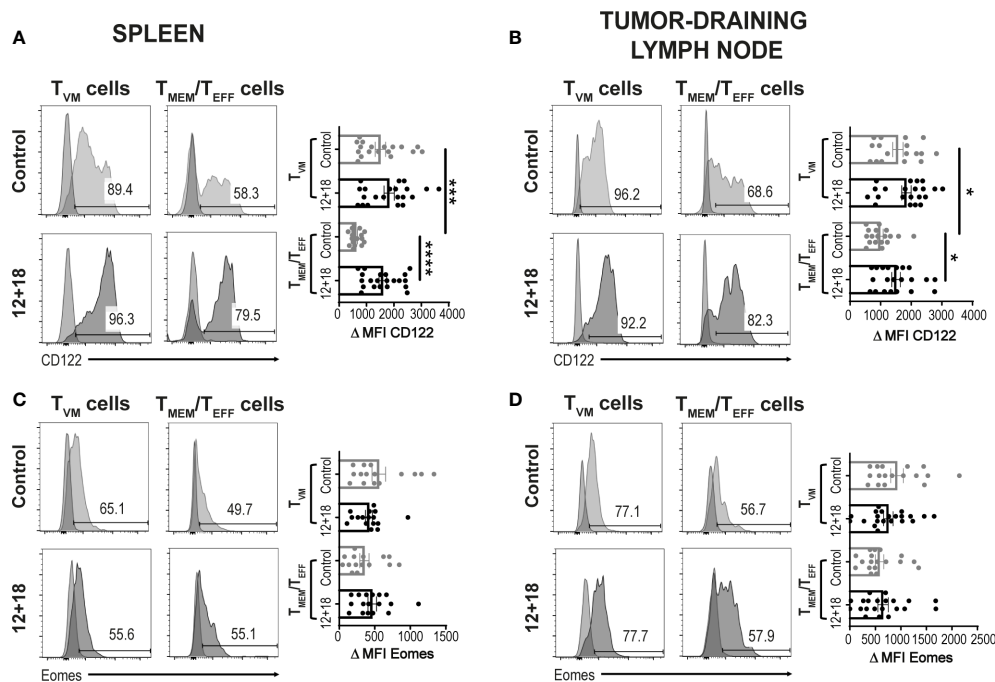 A
SPLEEN
TVM cells
TMEM/TEFF cells
Control
89.4
58.3
12+18
96.3
79.5
CD122
TVM
Control
12+18
TMEM/TEFF
Control
12+18
***
****
0 1000 2000 3000 4000
Δ MFI CD122
B
TUMOR-DRAINING
LYMPH NODE
TVM cells
TMEM/TEFF cells
Control
96.2
68.6
12+18
92.2
82.3
CD122
TVM
Control
12+18
TMEM/TEFF
Control
12+18
*
*
0 1000 2000 3000 4000
Δ MFI CD122
C
TVM cells
TMEM/TEFF cells
Control
65.1
49.7
12+18
55.6
55.1
Eomes
TVM
Control
12+18
TMEM/TEFF
Control
12+18
0 500 1000 1500
Δ MFI Eomes
D
TVM cells
TMEM/TEFF cells
Control
77.1
56.7
12+18
77.7
57.9
Eomes
TVM
Control
12+18
TMEM/TEFF
Control
12+18
0 500 1000 1500 2000 2500
Δ MFI Eomes